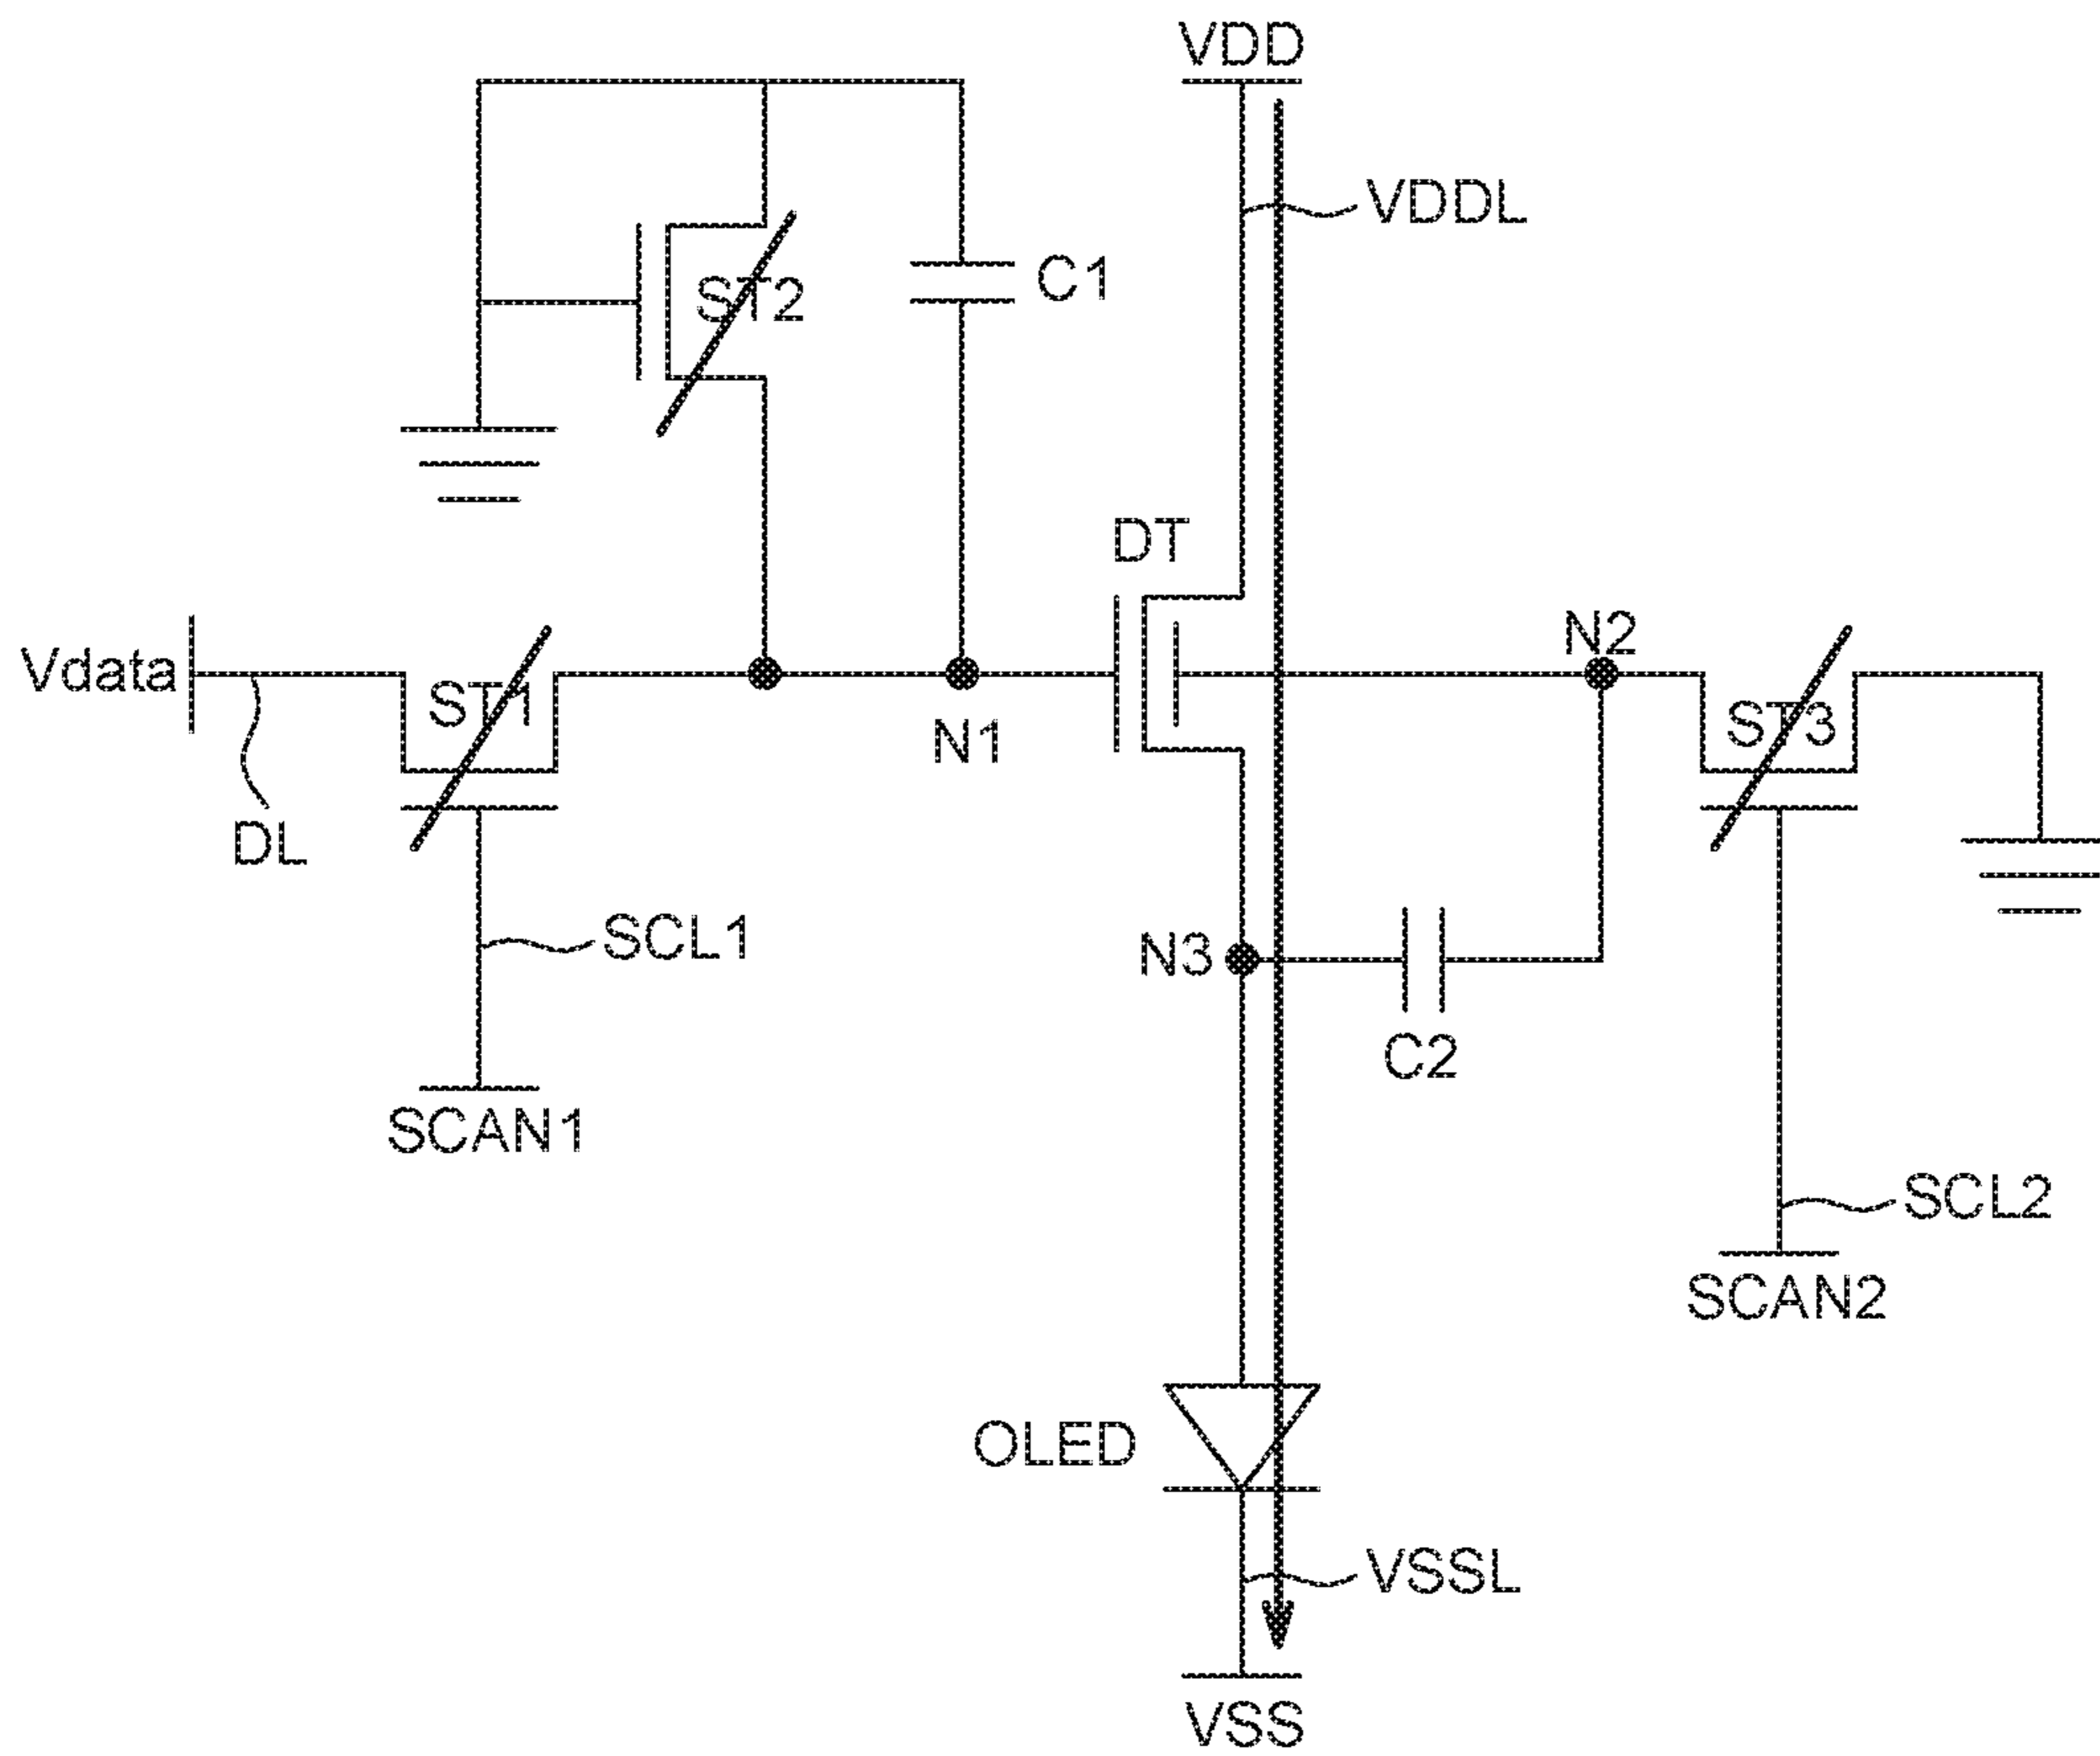 VDD
VDDL
ST2
C1
DT
N2
Vdata
ST1
N1
ST3
DL
SCL1
N3
C2
SCAN1
SCL2
SCAN2
OLED
VSSL
VSS